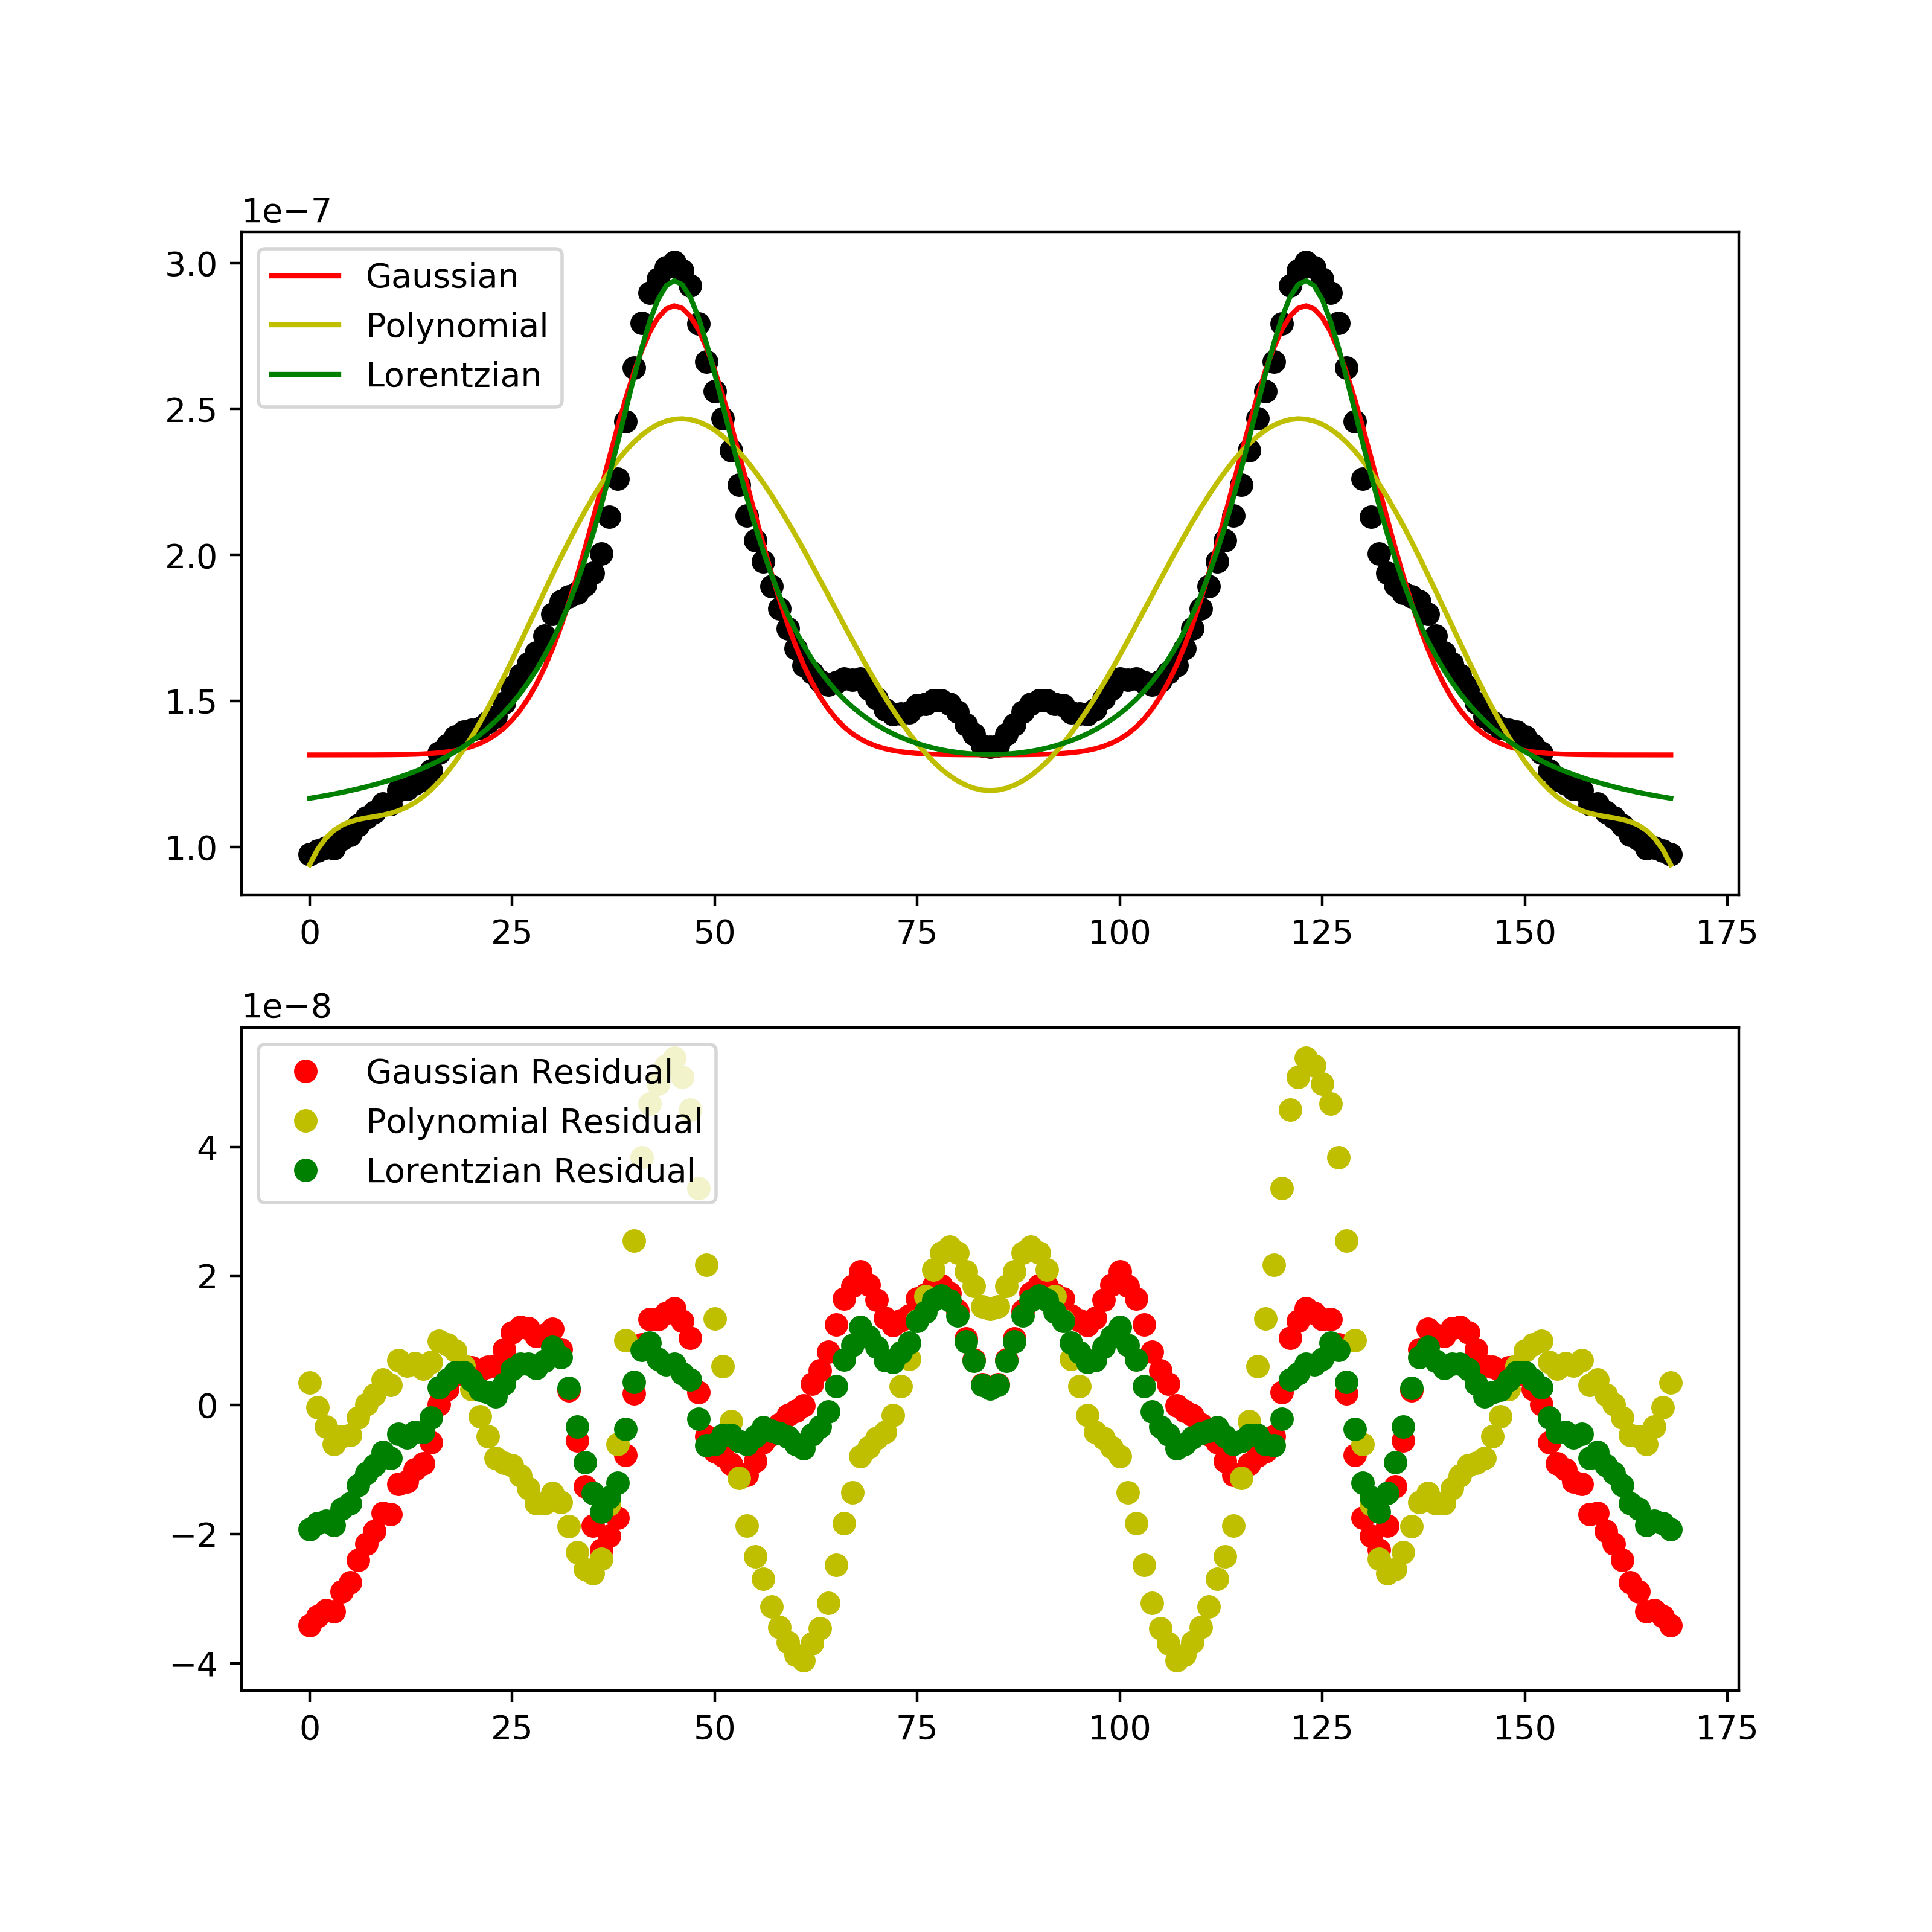 1e−7
3.0
2.5
2.0
1.5
1.0
Gaussian
Polynomial
Lorentzian
0 25 50 75 100 125 150 175
1e−8
4
2
0
−2
−4
Gaussian Residual
Polynomial Residual
Lorentzian Residual
0 25 50 75 100 125 150 175